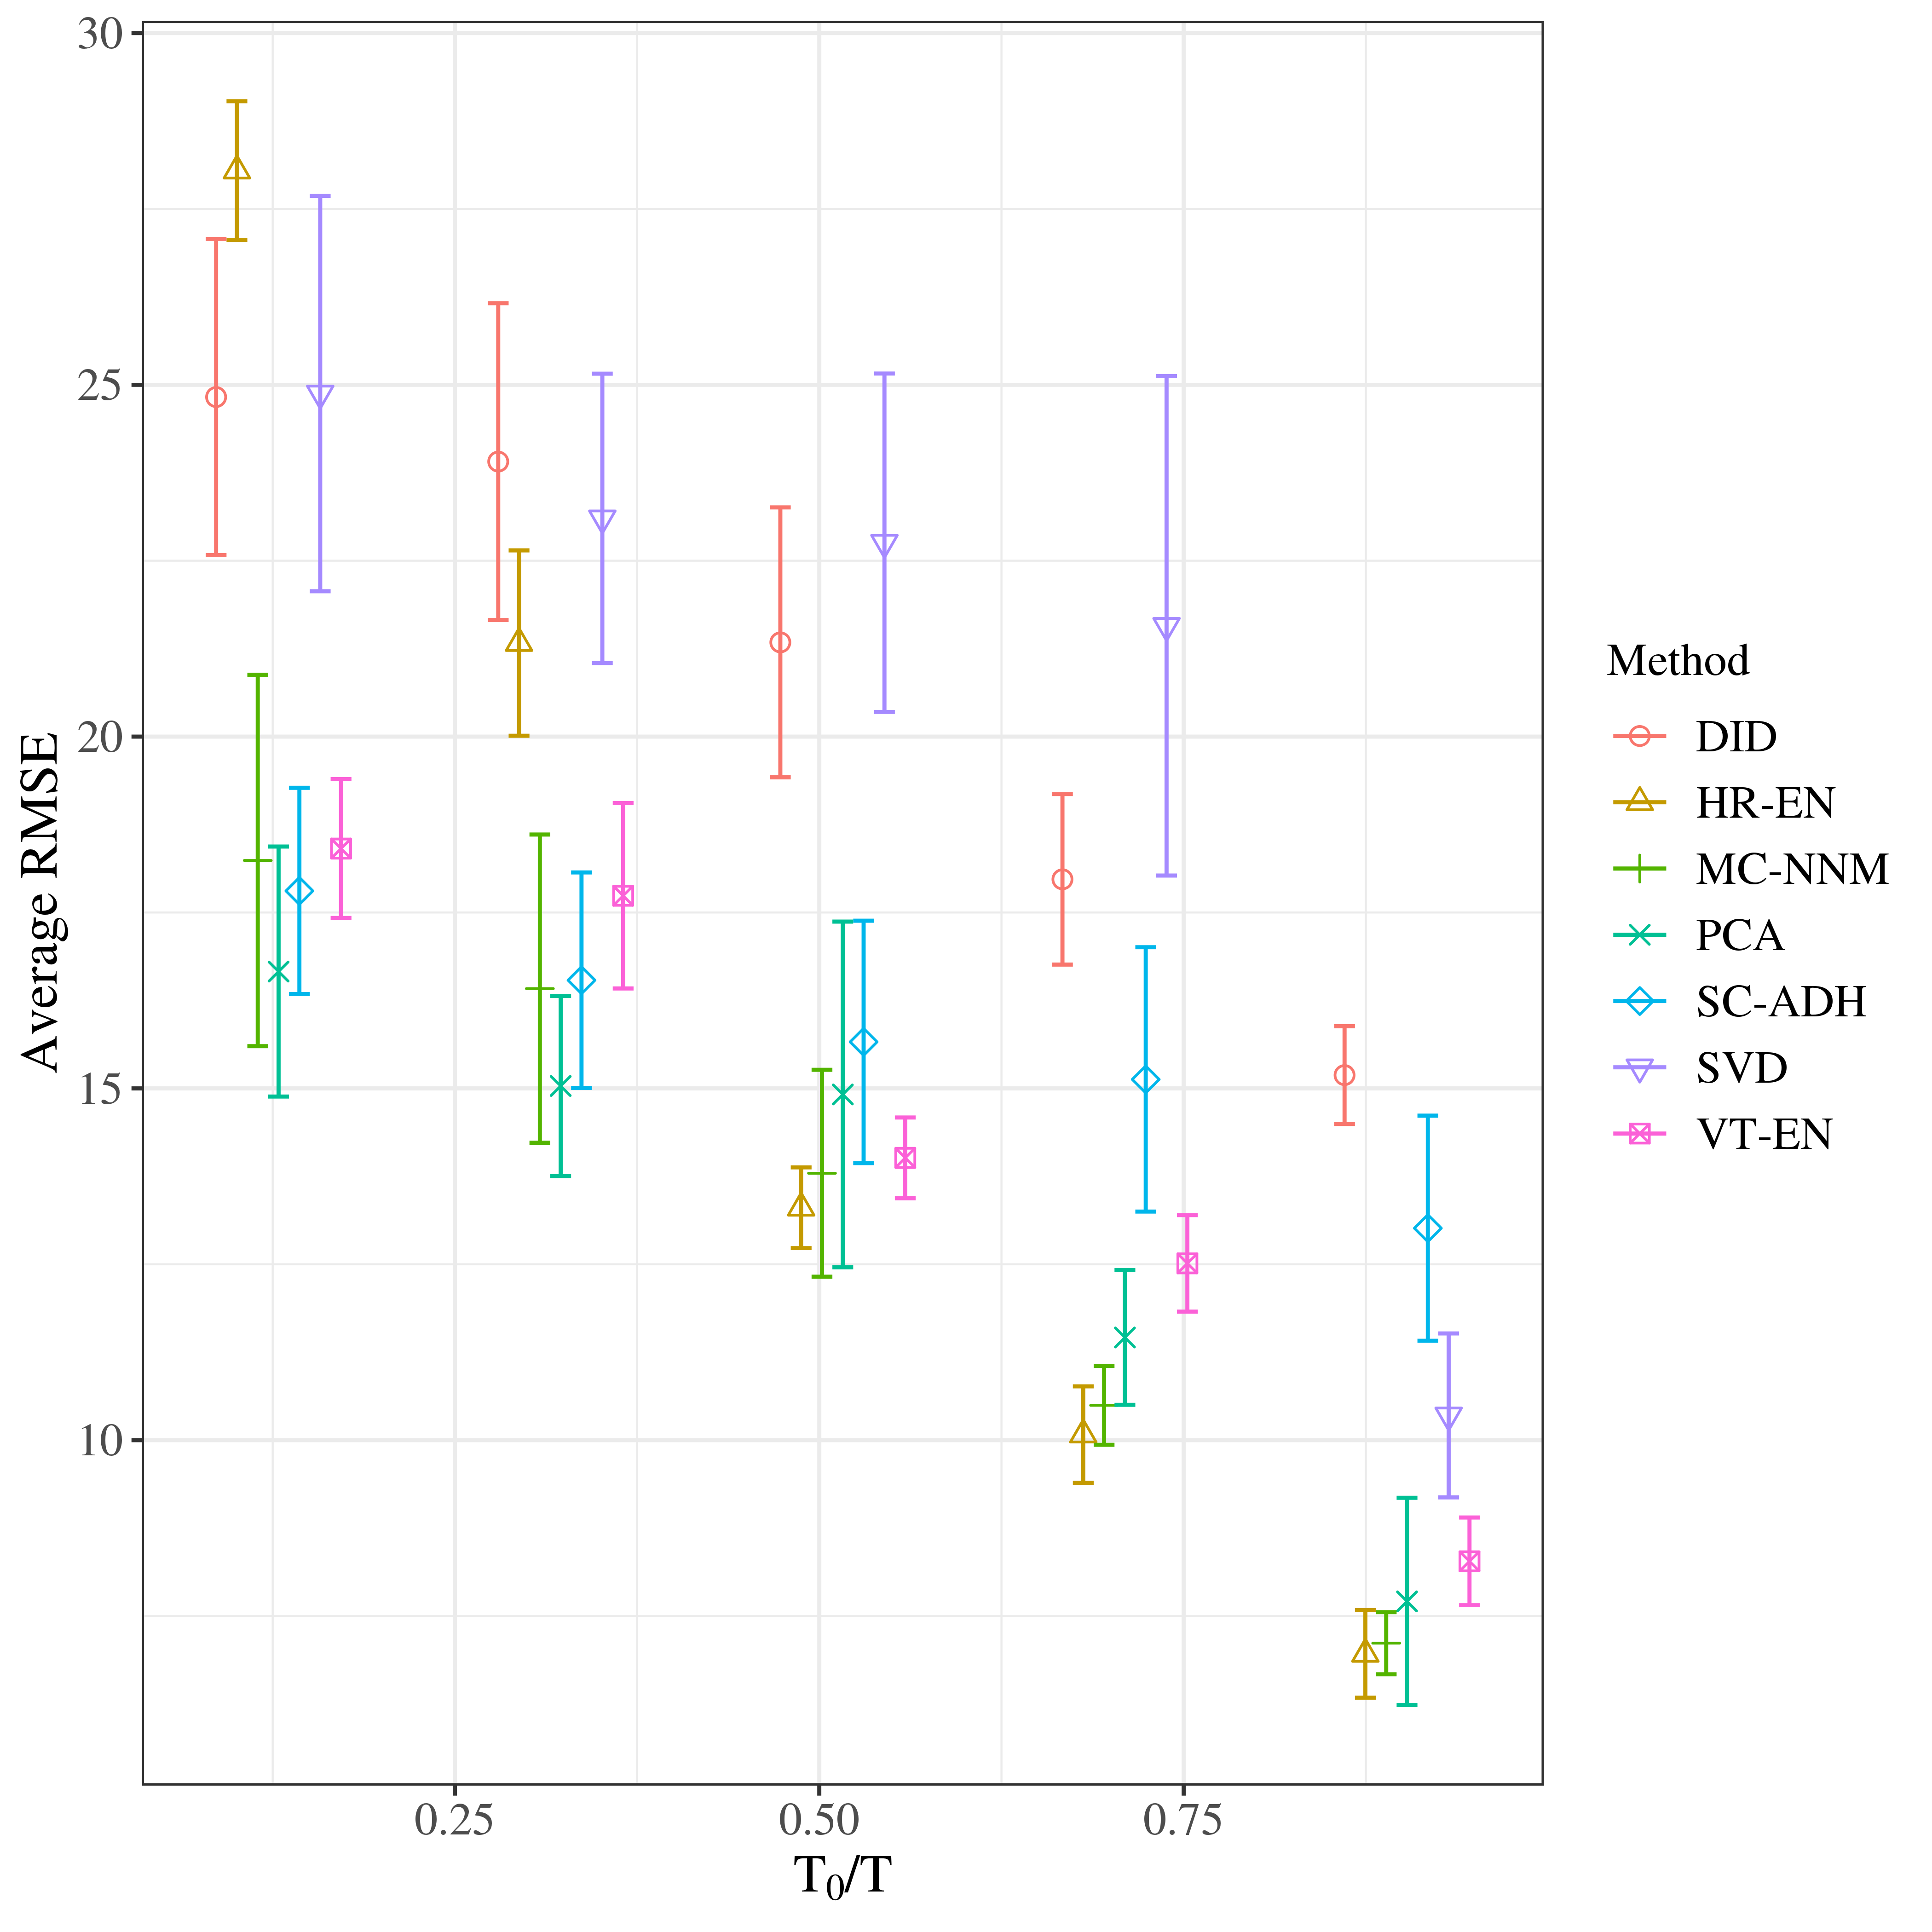 30
25
20
15
10
Average RMSE
0.25 0.50 0.75
T₀/T
Method
DID
HR-EN
MC-NNM
PCA
SC-ADH
SVD
VT-EN